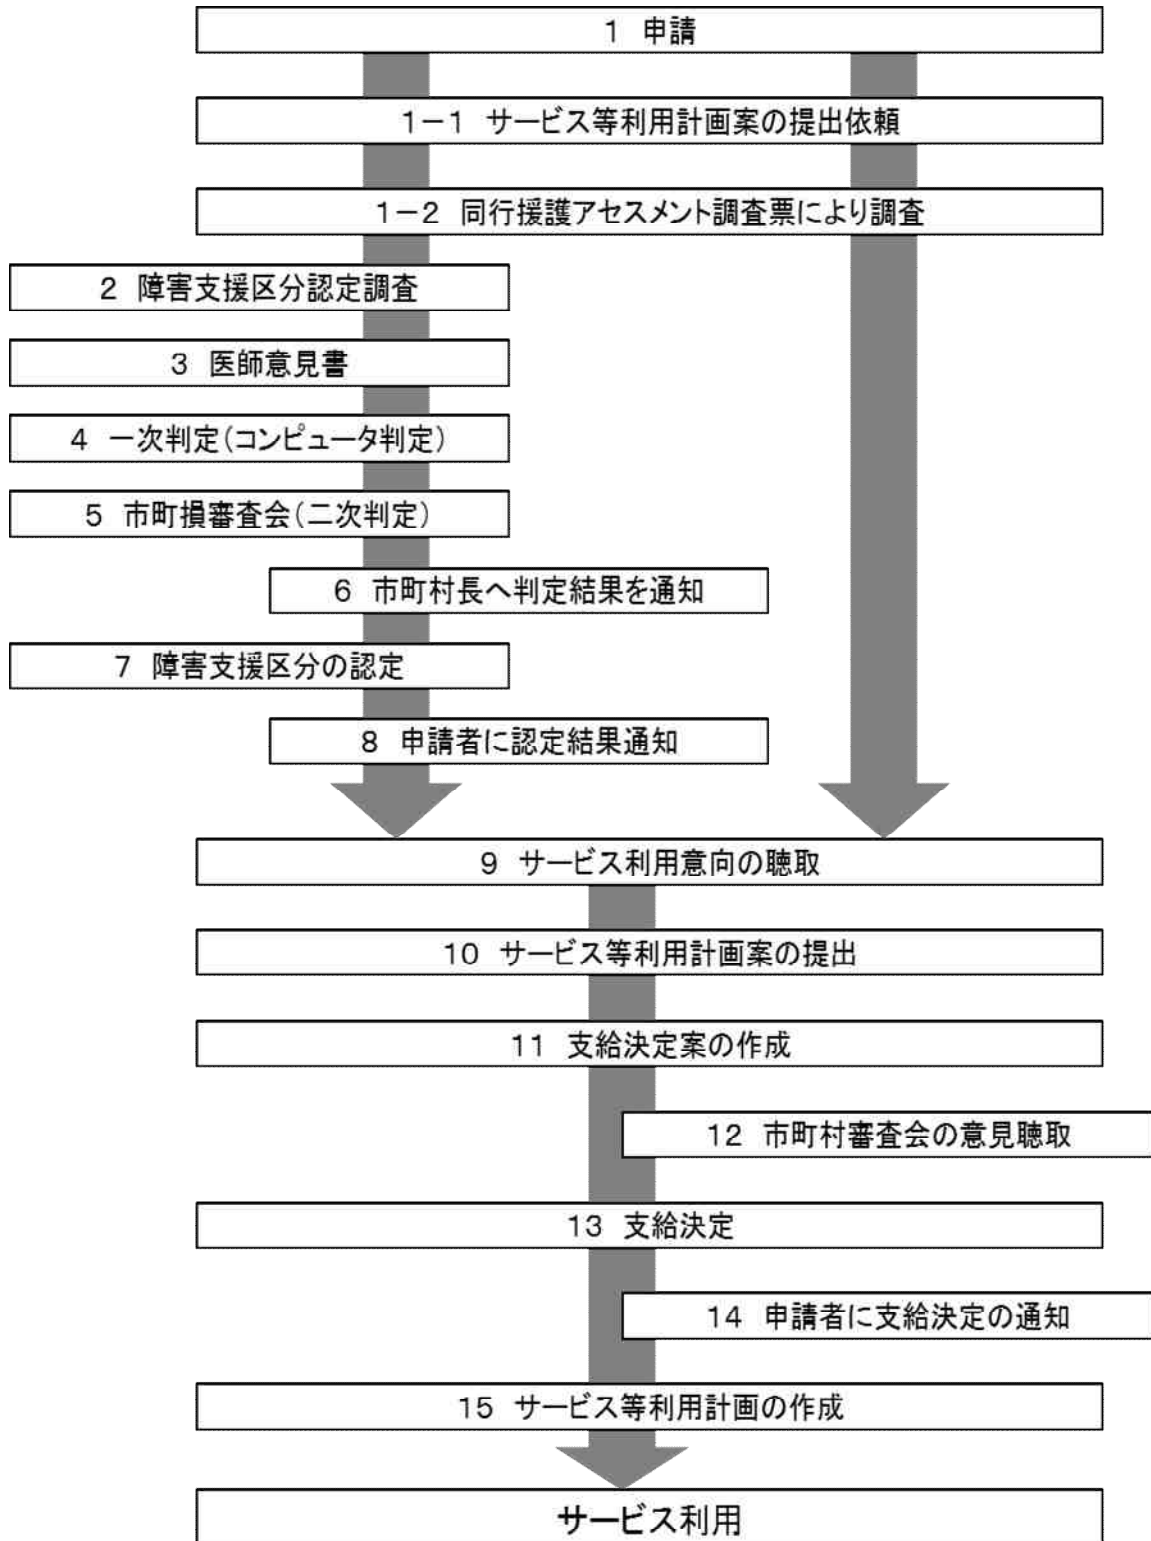 1 申請
1-1 サービス等利用計画案の提出依頼
1-2 同行援護アセスメント調査票により調査
2 障害支援区分認定調査
3 医師意見書
4 一次判定(コンピュータ判定)
5 市町損審査会(二次判定)
6 市町村長へ判定結果を通知
7 障害支援区分の認定
8 申請者に認定結果通知
9 サービス利用意向の聴取
10 サービス等利用計画案の提出
11 支給決定案の作成
12 市町村審査会の意見聴取
13 支給決定
14 申請者に支給決定の通知
15 サービス等利用計画の作成
サービス利用